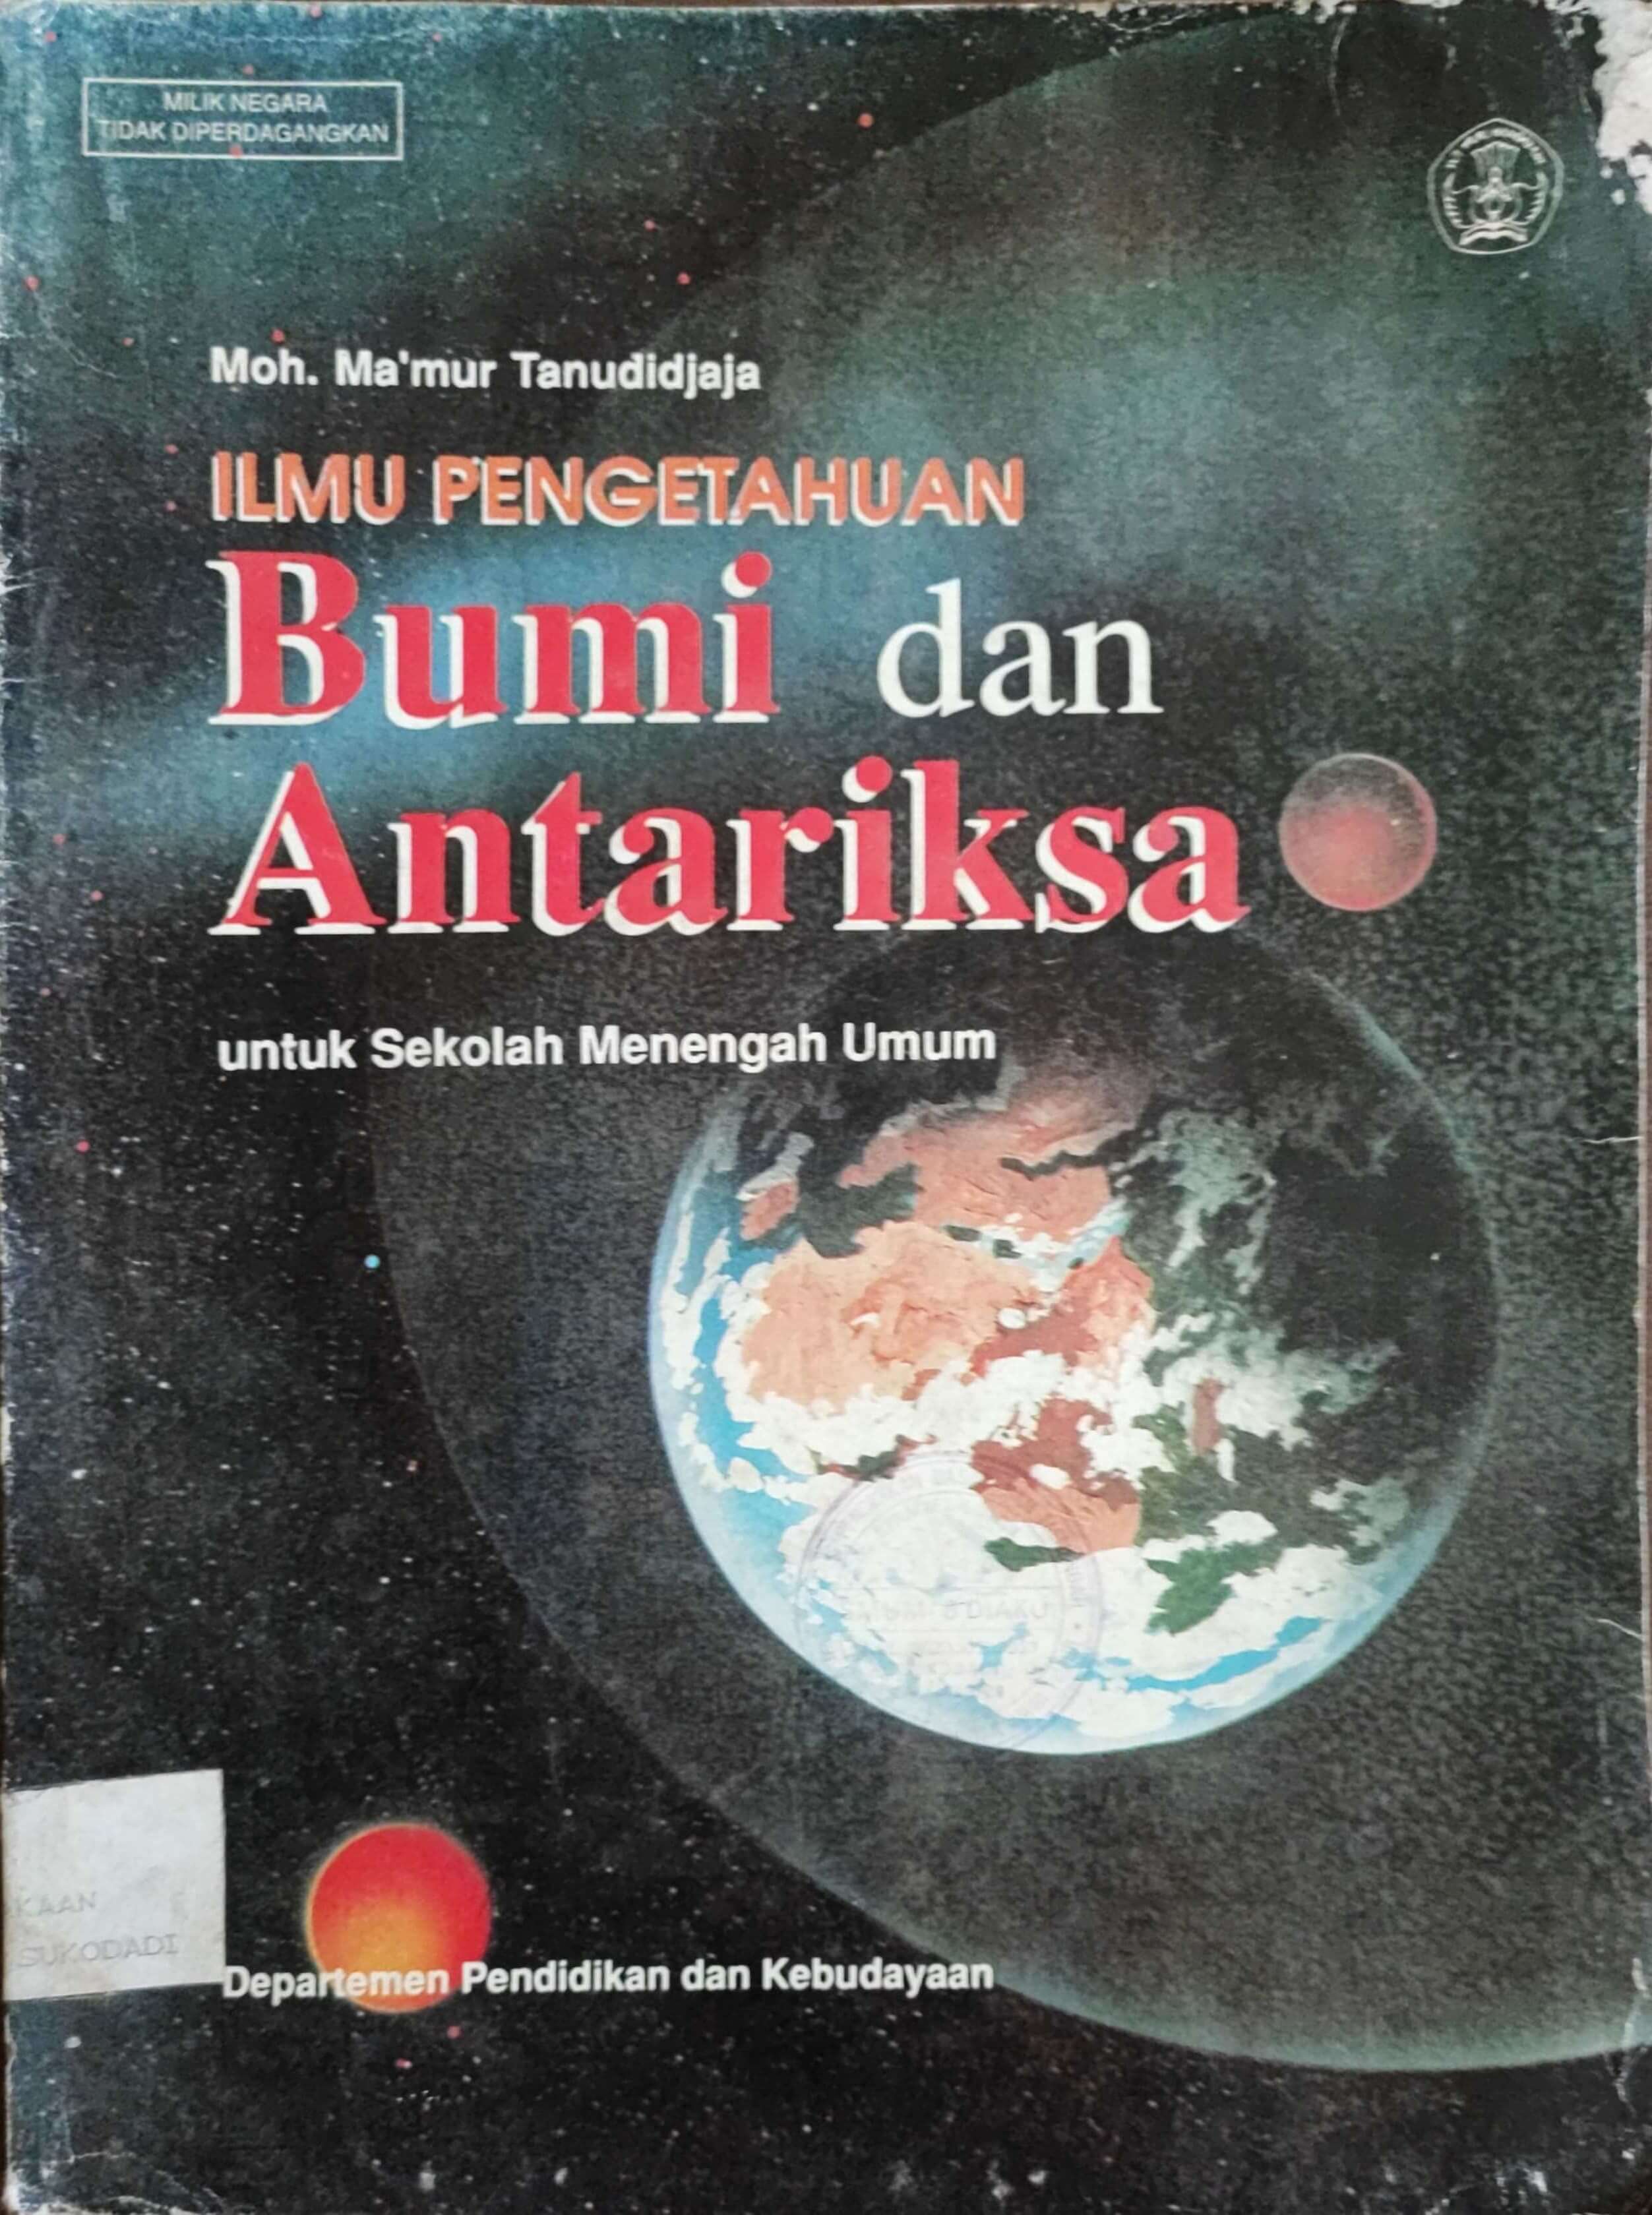 MILIK NEGARA
TIDAK DIPERDAGANGKAN
Moh. Ma'mur Tanudidjaja
ILMU PENGETAHUAN
Bumi dan
Antariksa
untuk Sekolah Menengah Umum
KAAN
SUKODADI
Departemen Pendidikan dan Kebudayaan